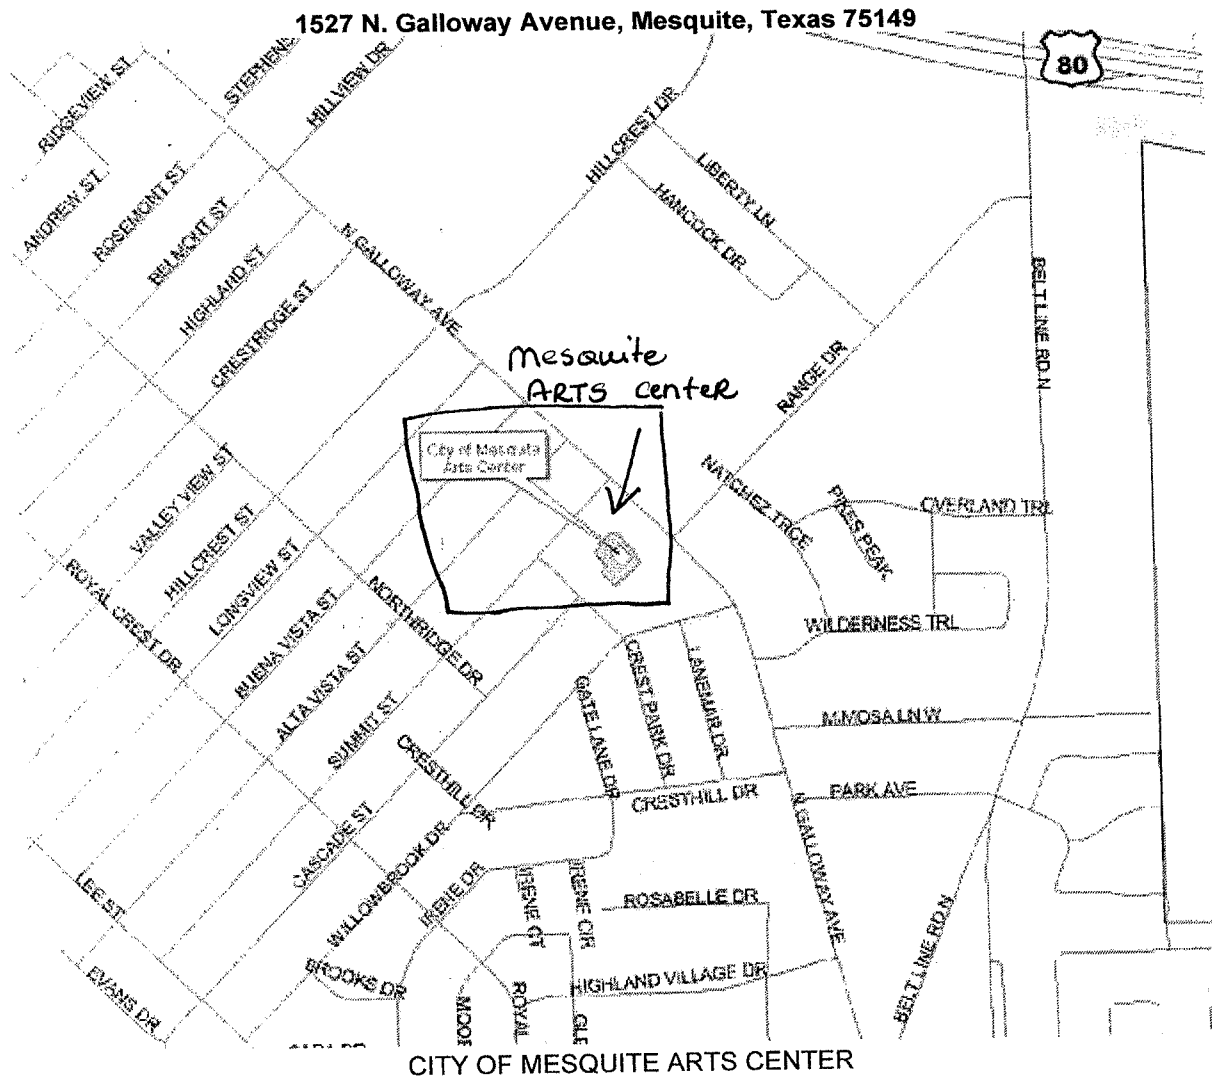 1527 N. Galloway Avenue, Mesquite, Texas 75149
80
RIDGEVIEW ST
STEPHENS
HILLVIEW DR
ANDREW ST
ROSEMONT ST
BELMONT ST
HIGHLAND ST
CRESTRIDGE ST
N GALLOWAY AVE
HILLCREST DR
LIBERTY LN
HANCOCK DR
BELT LINE RD N
RANGE DR
Mesquite
ARTS Center
City of Mesquite
Arts Center
VALLEY VIEW ST
HILLCREST ST
LONGVIEW ST
BUENA VISTA ST
ALTA VISTA ST
SUMMIT ST
ROYAL CREST DR
NORTHRIDGE DR
NATCHEZ TRCE
PIKES PEAK
OVERLAND TRL
WILDERNESS TRL
GATE LANE DR
CREST PARK DR
LANEMAR DR
MIMOSA LN W
CRESTHILL DR
CRESTHILL DR
PARK AVE
CASCADE ST
WILLOWBROOK DR
N GALLOWAY AVE
LEE ST
IRENE DR
IRENE CT
IRENE CIR
ROSABELLE DR
BELT LINE RD N
EVANS DR
BROOKS DR
HIGHLAND VILLAGE DR
ROYAL
GLE
CITY OF MESQUITE ARTS CENTER